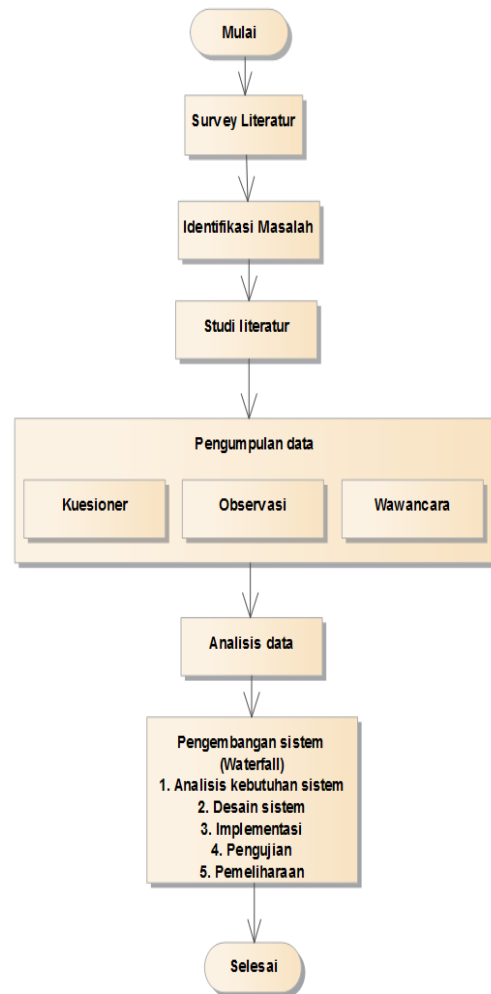 Mulai
Survey Literatur
Identifikasi Masalah
Studi literatur
Pengumpulan data
Kuesioner
Observasi
Wawancara
Analisis data
Pengembangan sistem
(Waterfall)
1. Analisis kebutuhan sistem
2. Desain sistem
3. Implementasi
4. Pengujian
5. Pemeliharaan
Selesai